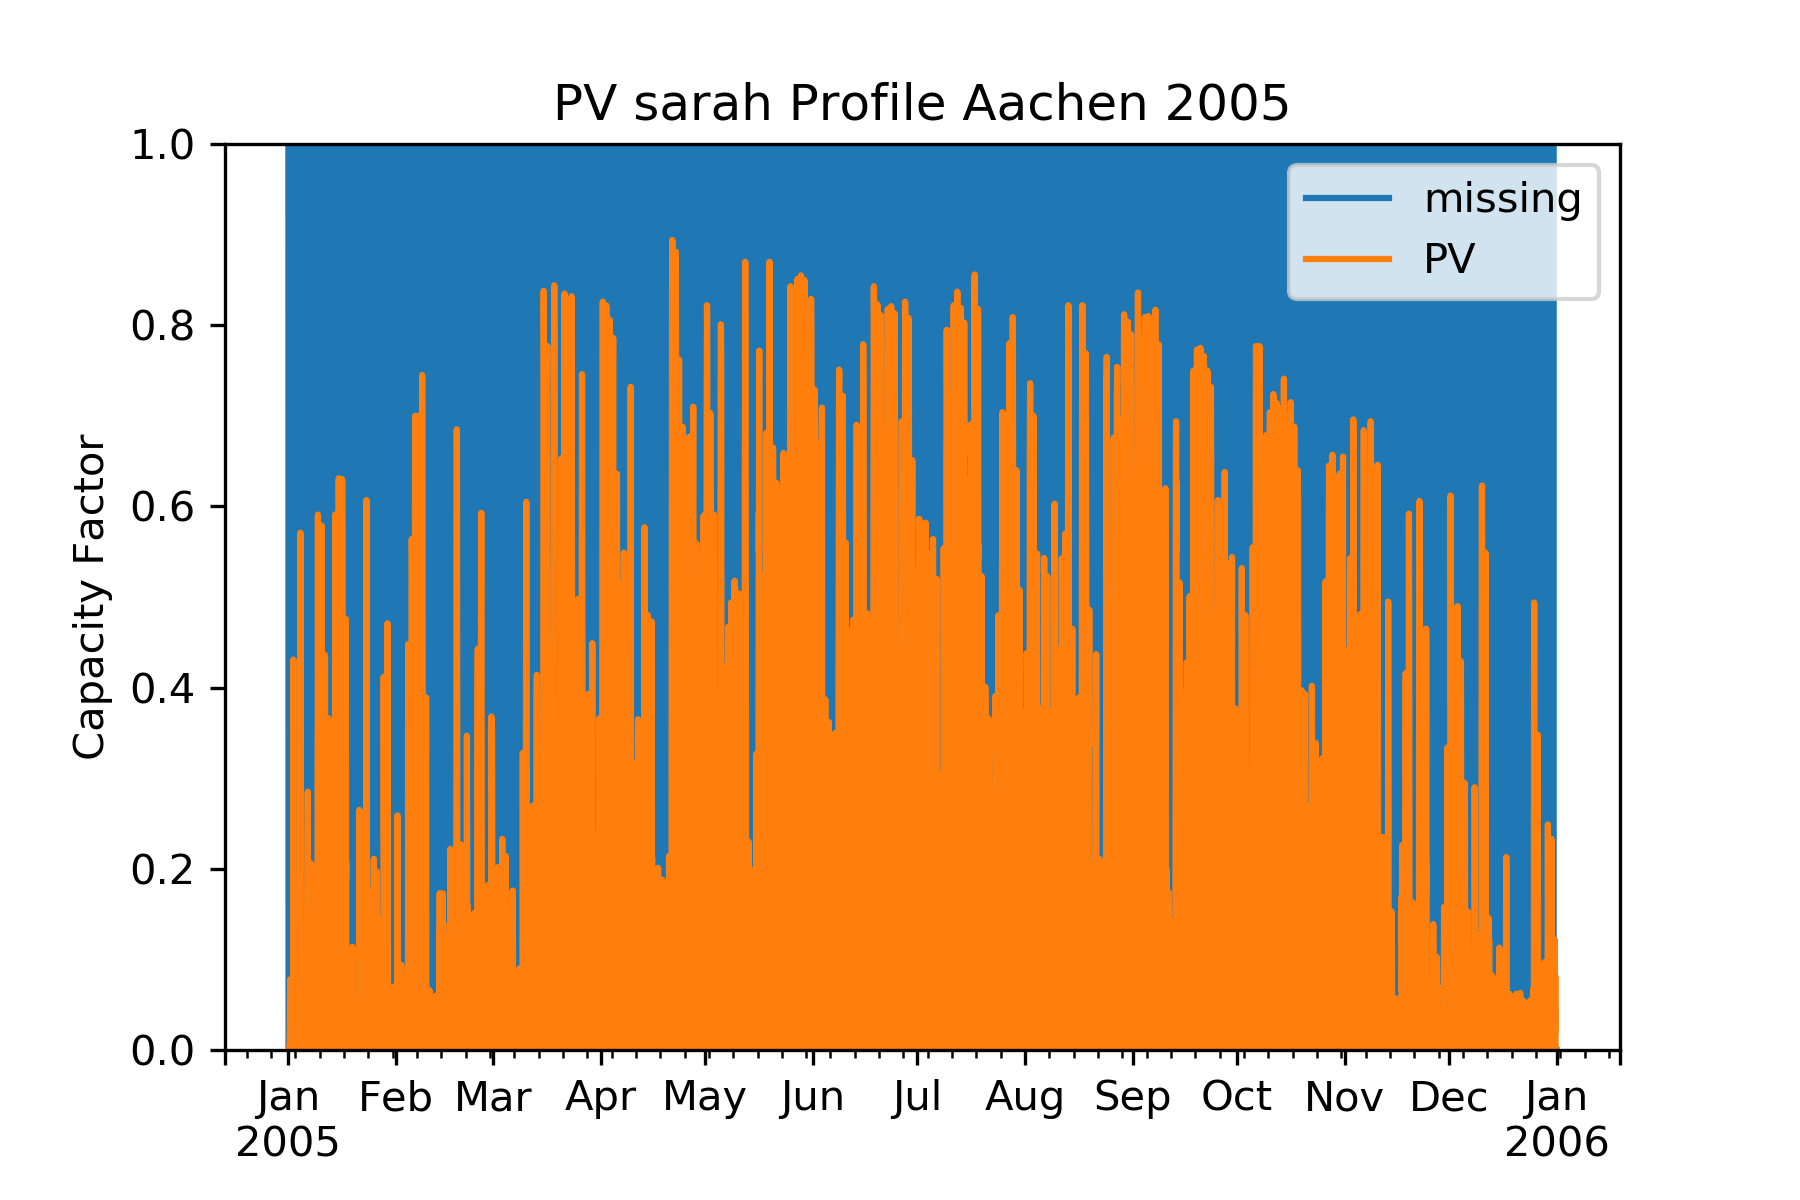 PV sarah Profile Aachen 2005
1.0
missing
PV
0.8
0.6
0.4
0.2
0.0
Capacity Factor
Jan Feb Mar Apr May Jun Jul Aug Sep Oct Nov Dec Jan
2005 2006